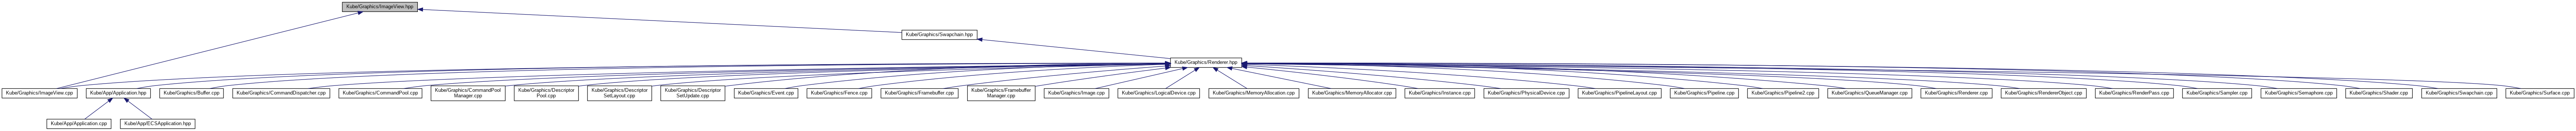 Kube/Graphics/ImageView.hpp
Kube/Graphics/Swapchain.hpp
Kube/Graphics/Renderer.hpp
Kube/Graphics/ImageView.cpp
Kube/App/Application.hpp
Kube/Graphics/Buffer.cpp
Kube/Graphics/CommandDispatcher.cpp
Kube/Graphics/CommandPool.cpp
Kube/Graphics/CommandPool
Manager.cpp
Kube/Graphics/Descriptor
Pool.cpp
Kube/Graphics/Descriptor
SetLayout.cpp
Kube/Graphics/Descriptor
SetUpdate.cpp
Kube/Graphics/Event.cpp
Kube/Graphics/Fence.cpp
Kube/Graphics/Framebuffer.cpp
Kube/Graphics/Framebuffer
Manager.cpp
Kube/Graphics/Image.cpp
Kube/Graphics/LogicalDevice.cpp
Kube/Graphics/MemoryAllocation.cpp
Kube/Graphics/MemoryAllocator.cpp
Kube/Graphics/Instance.cpp
Kube/Graphics/PhysicalDevice.cpp
Kube/Graphics/PipelineLayout.cpp
Kube/Graphics/Pipeline.cpp
Kube/Graphics/Pipeline2.cpp
Kube/Graphics/QueueManager.cpp
Kube/Graphics/Renderer.cpp
Kube/Graphics/RendererObject.cpp
Kube/Graphics/RenderPass.cpp
Kube/Graphics/Sampler.cpp
Kube/Graphics/Semaphore.cpp
Kube/Graphics/Shader.cpp
Kube/Graphics/Swapchain.cpp
Kube/Graphics/Surface.cpp
Kube/App/Application.cpp
Kube/App/ECSApplication.hpp